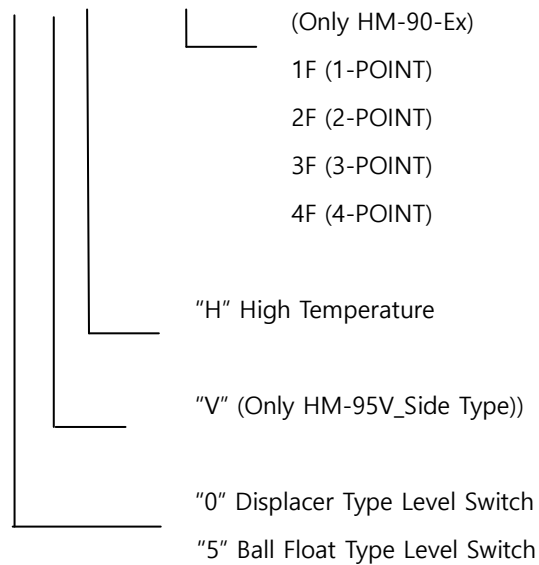 (Only HM-90-Ex)
1F (1-POINT)
2F (2-POINT)
3F (3-POINT)
4F (4-POINT)
"H" High Temperature
"V" (Only HM-95V_Side Type))
"0" Displacer Type Level Switch
"5" Ball Float Type Level Switch